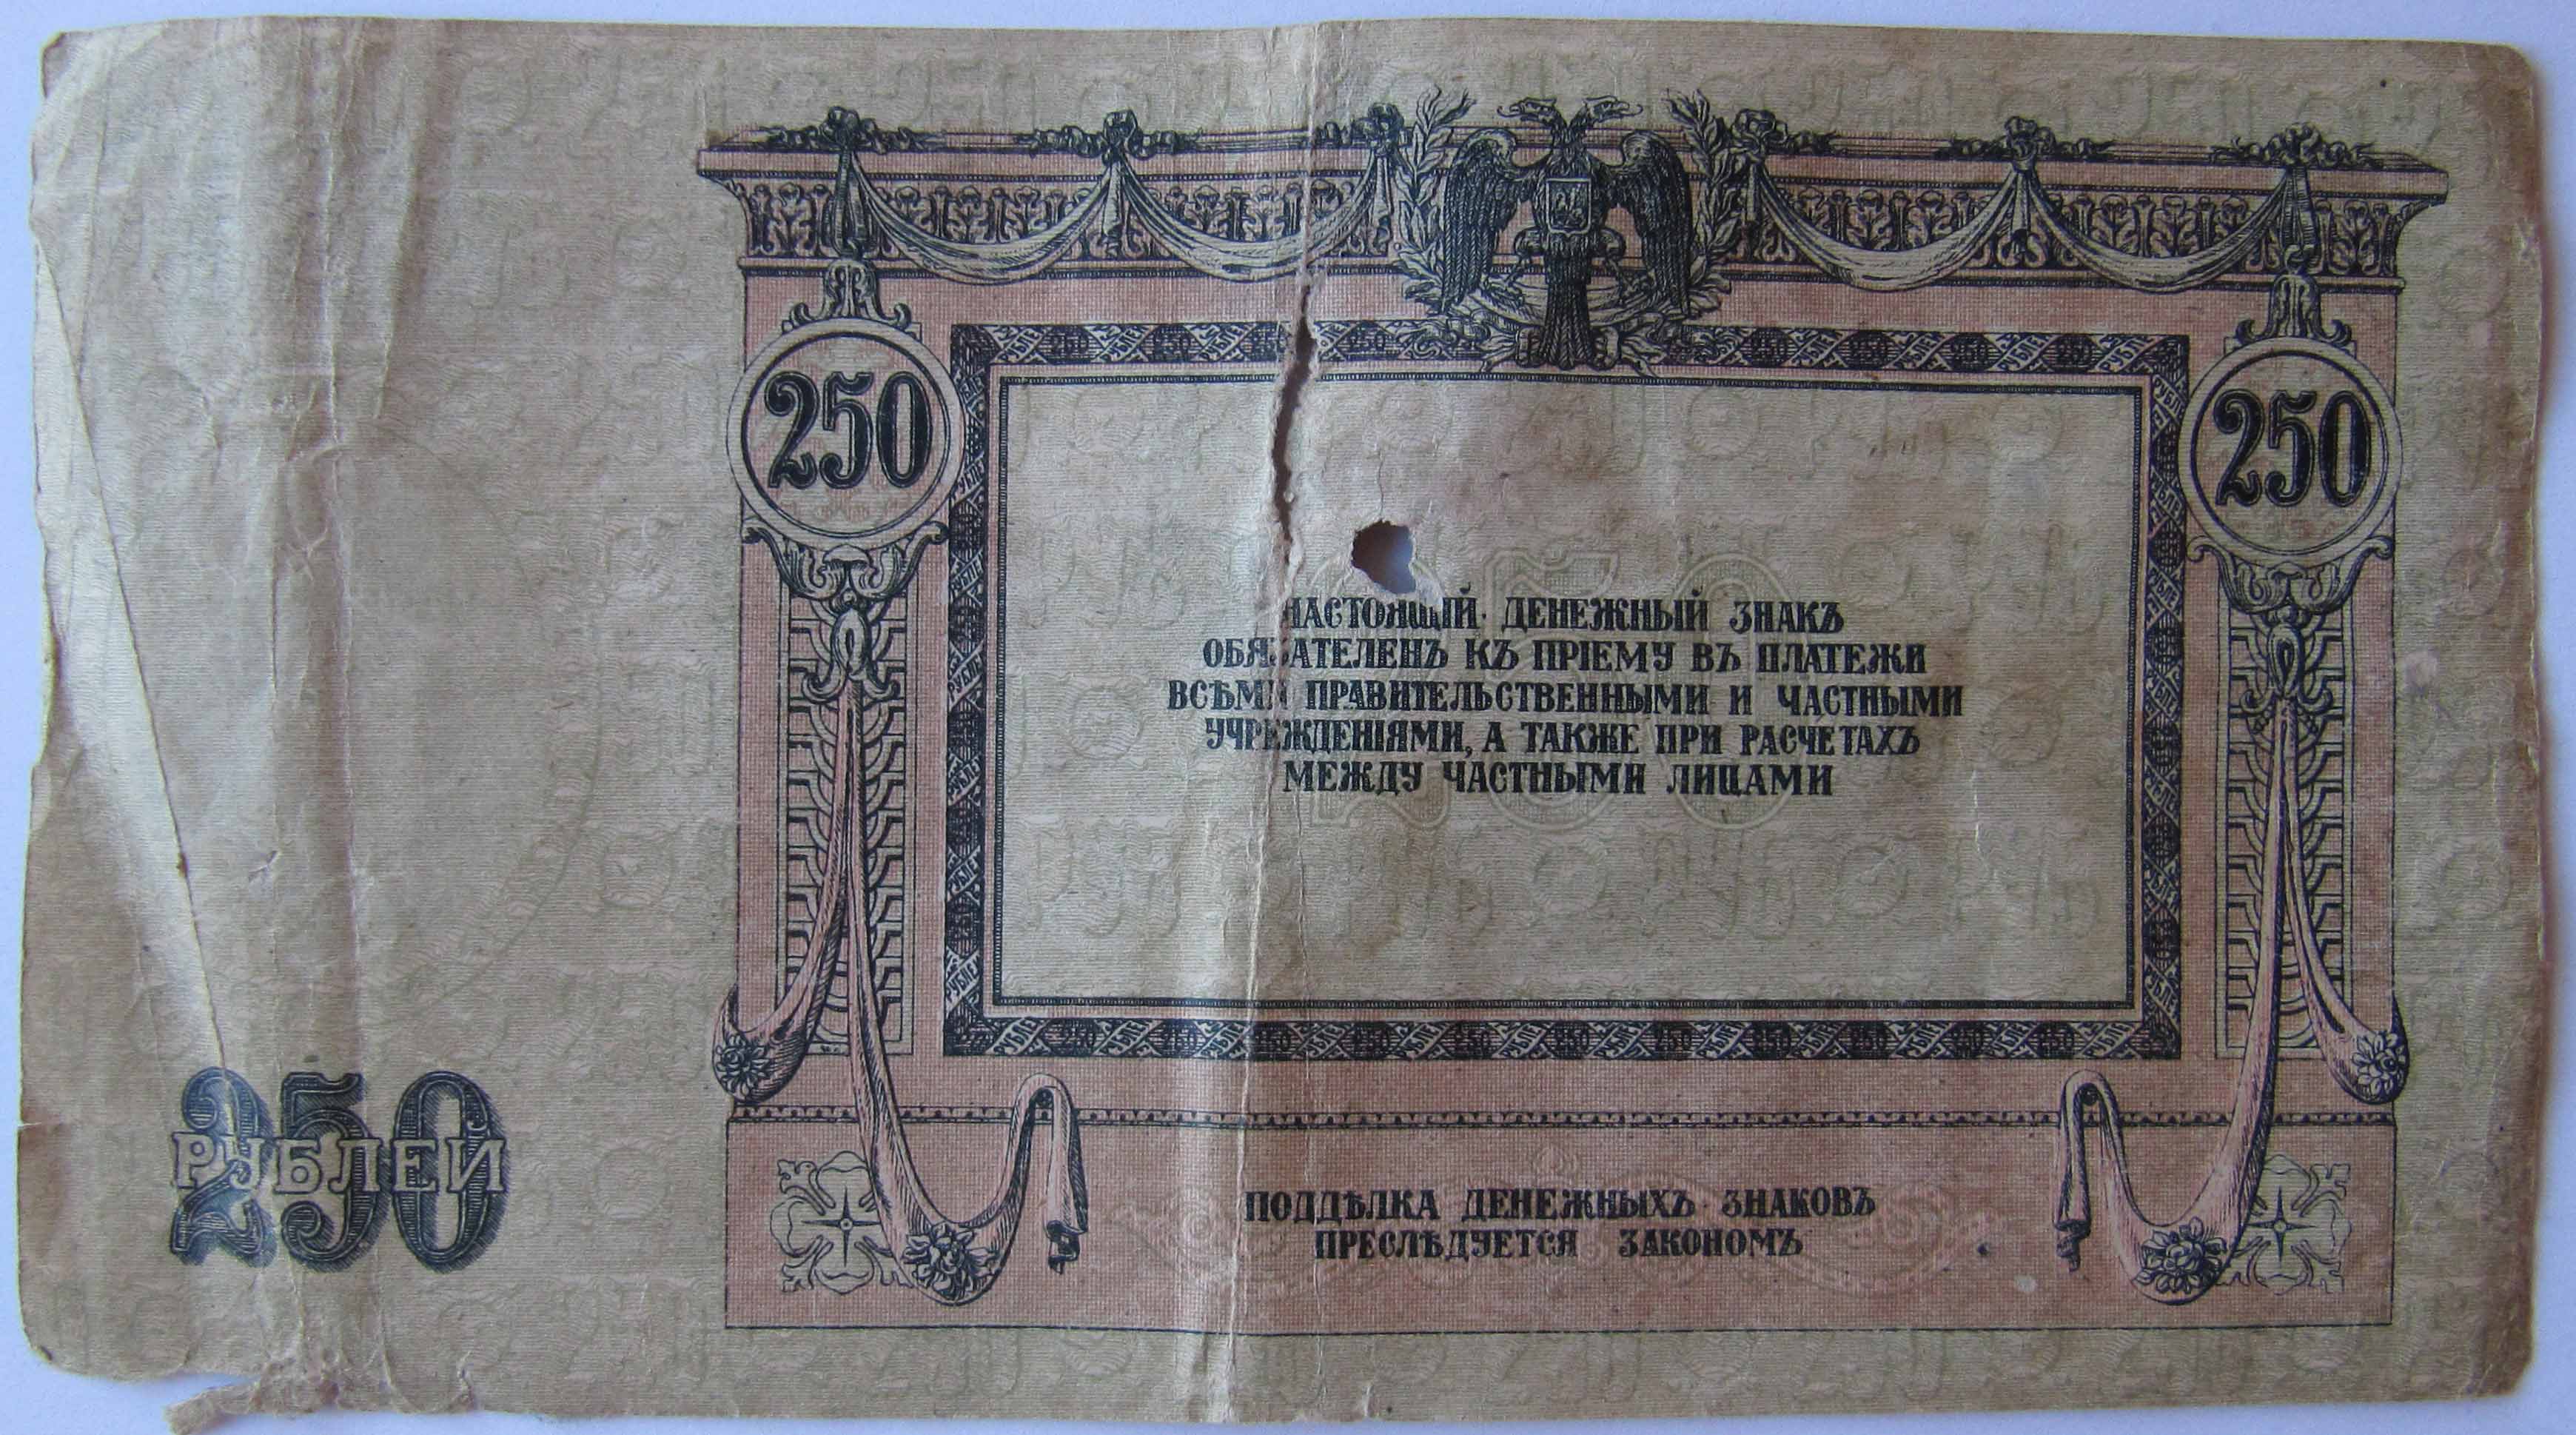 250
250
НАСТОЯЩІЙ ДЕНЕЖНЫЙ ЗНАКЪ
ОБЯЗАТЕЛЕНЪ КЪ ПРІЕМУ ВЪ ПЛАТЕЖИ
ВСѢМИ ПРАВИТЕЛЬСТВЕННЫМИ И ЧАСТНЫМИ
УЧРЕЖДЕНІЯМИ, А ТАКЖЕ ПРИ РАСЧЕТАХЪ
МЕЖДУ ЧАСТНЫМИ ЛИЦАМИ
250
РУБЛЕЙ
ПОДДѢЛКА ДЕНЕЖНЫХЪ ЗНАКОВЪ
ПРЕСЛѢДУЕТСЯ ЗАКОНОМЪ